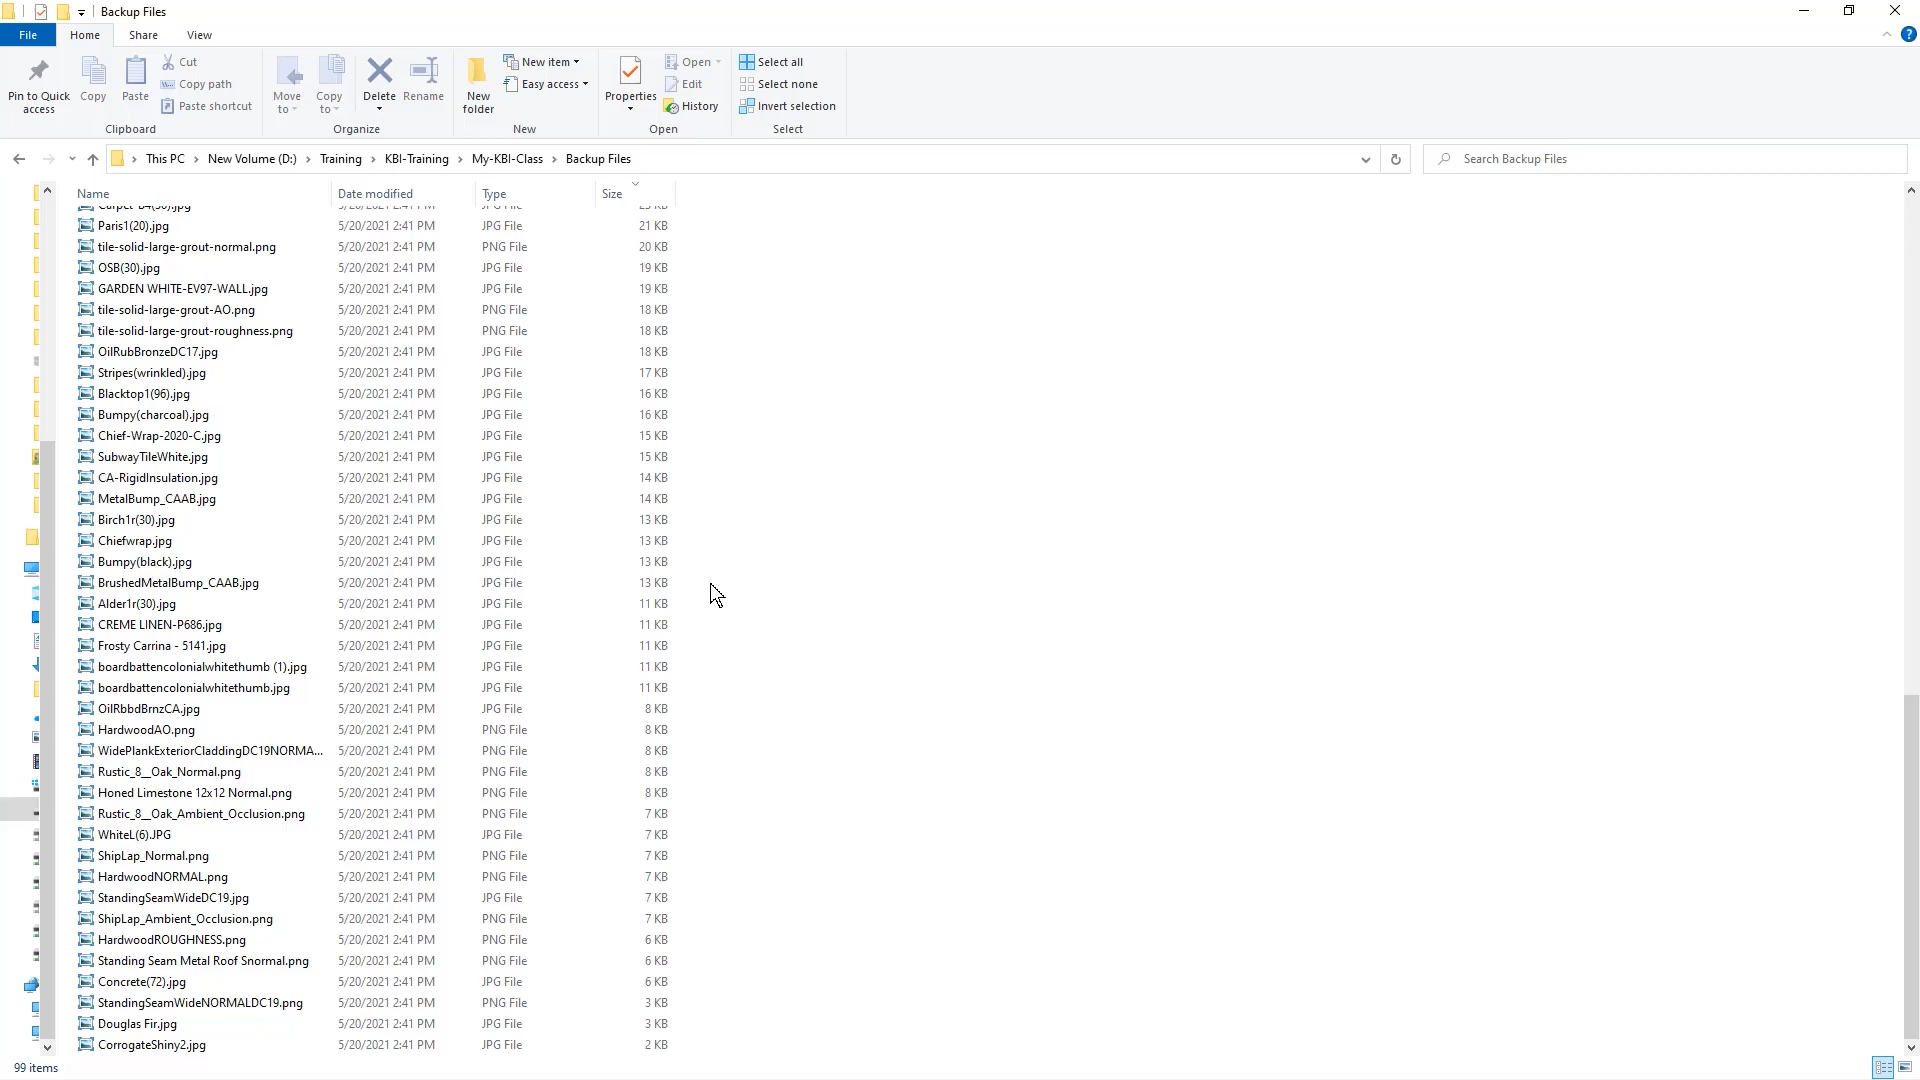 Backup Files
File Home Share View
Pin to Quick access
Copy
Paste
Cut
Copy path
Paste shortcut
Clipboard
Move to
Copy to
Delete
Rename
Organize
New folder
New item
Easy access
New
Properties
Open
Edit
History
Open
Select all
Select none
Invert selection
Select
This PC > New Volume (D:) > Training > KBI-Training > My-KBI-Class > Backup Files
Search Backup Files
Name Date modified Type Size
Paris1(20).jpg 5/20/2021 2:41 PM JPG File 21 KB
tile-solid-large-grout-normal.png 5/20/2021 2:41 PM PNG File 20 KB
OSB(30).jpg 5/20/2021 2:41 PM JPG File 19 KB
GARDEN WHITE-EV97-WALL.jpg 5/20/2021 2:41 PM JPG File 19 KB
tile-solid-large-grout-AO.png 5/20/2021 2:41 PM PNG File 18 KB
tile-solid-large-grout-roughness.png 5/20/2021 2:41 PM PNG File 18 KB
OilRubBronzeDC17.jpg 5/20/2021 2:41 PM JPG File 18 KB
Stripes(wrinkled).jpg 5/20/2021 2:41 PM JPG File 17 KB
Blacktop1(96).jpg 5/20/2021 2:41 PM JPG File 16 KB
Bumpy(charcoal).jpg 5/20/2021 2:41 PM JPG File 16 KB
Chief-Wrap-2020-C.jpg 5/20/2021 2:41 PM JPG File 15 KB
SubwayTileWhite.jpg 5/20/2021 2:41 PM JPG File 15 KB
CA-RigidInsulation.jpg 5/20/2021 2:41 PM JPG File 14 KB
MetalBump_CAAB.jpg 5/20/2021 2:41 PM JPG File 14 KB
Birch1r(30).jpg 5/20/2021 2:41 PM JPG File 13 KB
Chiefwrap.jpg 5/20/2021 2:41 PM JPG File 13 KB
Bumpy(black).jpg 5/20/2021 2:41 PM JPG File 13 KB
BrushedMetalBump_CAAB.jpg 5/20/2021 2:41 PM JPG File 13 KB
Alder1r(30).jpg 5/20/2021 2:41 PM JPG File 11 KB
CREME LINEN-P686.jpg 5/20/2021 2:41 PM JPG File 11 KB
Frosty Carrina - 5141.jpg 5/20/2021 2:41 PM JPG File 11 KB
boardbattencolonialwhitethumb (1).jpg 5/20/2021 2:41 PM JPG File 11 KB
boardbattencolonialwhitethumb.jpg 5/20/2021 2:41 PM JPG File 11 KB
OilRbbdBrnzCA.jpg 5/20/2021 2:41 PM JPG File 8 KB
HardwoodAO.png 5/20/2021 2:41 PM PNG File 8 KB
WidePlankExteriorCladdingDC19NORMA... 5/20/2021 2:41 PM PNG File 8 KB
Rustic_8__Oak_Normal.png 5/20/2021 2:41 PM PNG File 8 KB
Honed Limestone 12x12 Normal.png 5/20/2021 2:41 PM PNG File 8 KB
Rustic_8__Oak_Ambient_Occlusion.png 5/20/2021 2:41 PM PNG File 7 KB
WhiteL(6).JPG 5/20/2021 2:41 PM JPG File 7 KB
ShipLap_Normal.png 5/20/2021 2:41 PM PNG File 7 KB
HardwoodNORMAL.png 5/20/2021 2:41 PM PNG File 7 KB
StandingSeamWideDC19.jpg 5/20/2021 2:41 PM JPG File 7 KB
ShipLap_Ambient_Occlusion.png 5/20/2021 2:41 PM PNG File 7 KB
HardwoodROUGHNESS.png 5/20/2021 2:41 PM PNG File 6 KB
Standing Seam Metal Roof Snormal.png 5/20/2021 2:41 PM PNG File 6 KB
Concrete(72).jpg 5/20/2021 2:41 PM JPG File 6 KB
StandingSeamWideNORMALDC19.png 5/20/2021 2:41 PM PNG File 3 KB
Douglas Fir.jpg 5/20/2021 2:41 PM JPG File 3 KB
CorrogateShiny2.jpg 5/20/2021 2:41 PM JPG File 2 KB
99 items